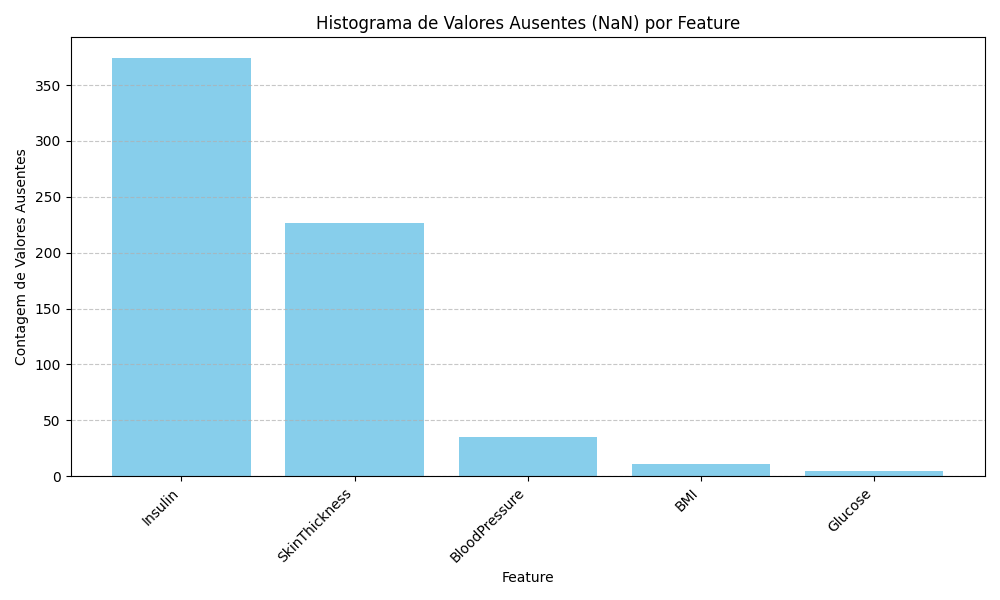 Histograma de Valores Ausentes (NaN) por Feature
Contagem de Valores Ausentes
350
300
250
200
150
100
50
0
Insulin
SkinThickness
BloodPressure
BMI
Glucose
Feature